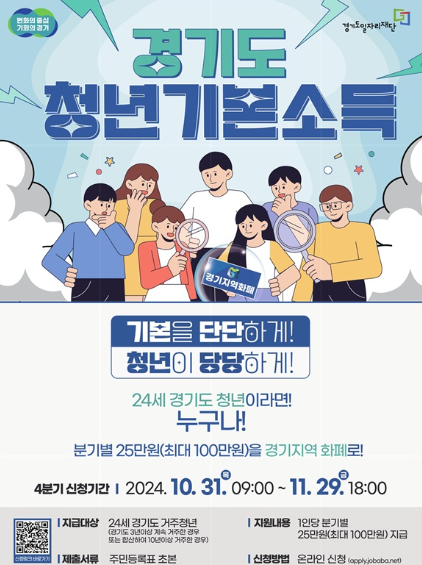 변화의 중심
기회의 경기
경기도일자리재단
경기도
청년기본소득
경기지역화폐
기본을 단단하게!
청년이 당당하게!
24세 경기도 청년이라면!
누구나!
분기별 25만원(최대 100만원)을 경기지역 화폐로!
4분기 신청기간 | 2024. 10. 31.목 09:00 ~ 11. 29.금 18:00
지급대상 24세 경기도 거주청년
(경기도 3년이상 계속 거주한 경우
또는 합산하여 10년이상 거주한 경우)
지원내용 1인당 분기별
25만원(최대 100만원) 지급
제출서류 주민등록표 초본
신청방법 온라인 신청 (apply.jobaba.net)